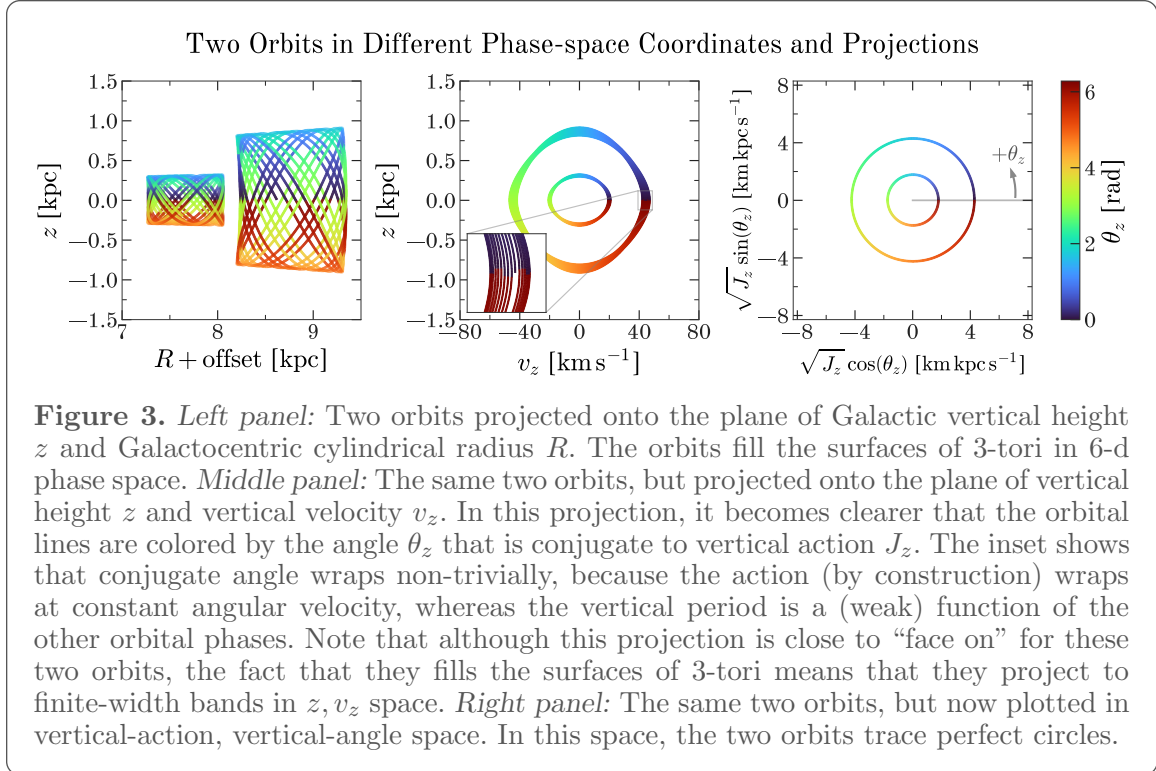 Two Orbits in Different Phase-space Coordinates and Projections
1.5
1.0
0.5
0.0
−0.5
−1.0
−1.5
z [kpc]
7
8
9
R + offset [kpc]
1.5
1.0
0.5
0.0
−0.5
−1.0
−1.5
z [kpc]
−80
−40
0
40
80
v_z [km s⁻¹]
8
4
0
−4
−8
√J_z sin(θ_z) [km kpc s⁻¹]
+θ_z
−8
−4
0
4
8
√J_z cos(θ_z) [km kpc s⁻¹]
6
4
2
0
θ_z [rad]
Figure 3. Left panel: Two orbits projected onto the plane of Galactic vertical height
z and Galactocentric cylindrical radius R. The orbits fill the surfaces of 3-tori in 6-d
phase space. Middle panel: The same two orbits, but projected onto the plane of vertical
height z and vertical velocity v_z. In this projection, it becomes clearer that the orbital
lines are colored by the angle θ_z that is conjugate to vertical action J_z. The inset shows
that conjugate angle wraps non-trivially, because the action (by construction) wraps
at constant angular velocity, whereas the vertical period is a (weak) function of the
other orbital phases. Note that although this projection is close to “face on” for these
two orbits, the fact that they fills the surfaces of 3-tori means that they project to
finite-width bands in z, v_z space. Right panel: The same two orbits, but now plotted in
vertical-action, vertical-angle space. In this space, the two orbits trace perfect circles.